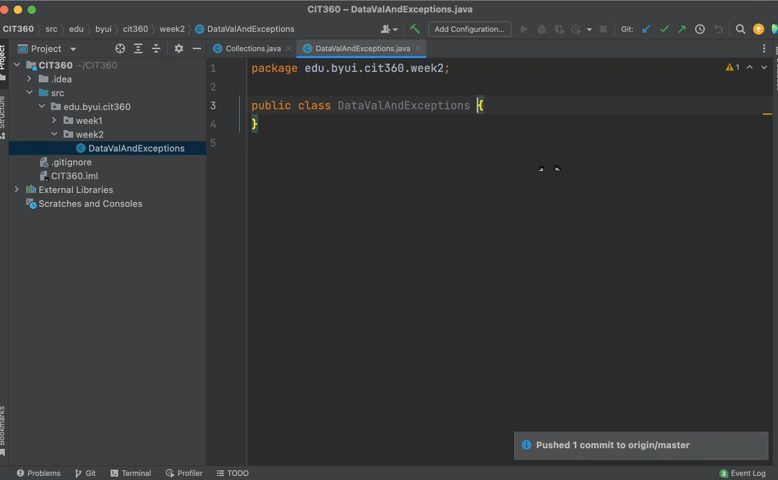 CIT360 – DataValAndExceptions.java
CIT360 src edu byui cit360 week2 DataValAndExceptions
Add Configuration...
Git:
Project
Collections.java
DataValAndExceptions.java
Project
CIT360 ~/CIT360
.idea
src
edu.byui.cit360
week1
week2
DataValAndExceptions
.gitignore
CIT360.iml
External Libraries
Scratches and Consoles
Structure
Bookmarks
1 package edu.byui.cit360.week2;
2
3 public class DataValAndExceptions {
4 }
5
1
Pushed 1 commit to origin/master
Problems Git Terminal Profiler TODO
3 Event Log